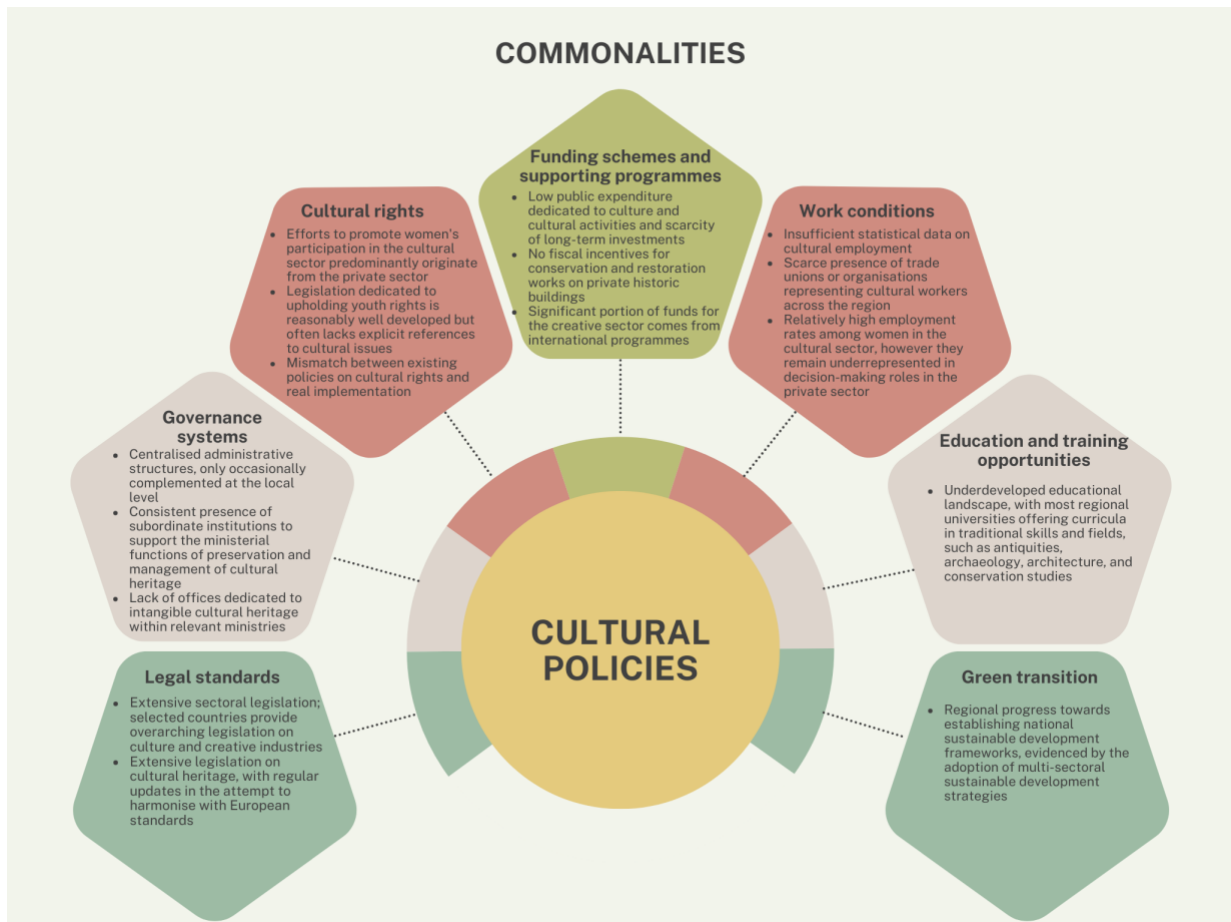 COMMONALITIES
Funding schemes and
supporting programmes
• Low public expenditure
dedicated to culture and
cultural activities and scarcity
of long-term investments
• No fiscal incentives for
conservation and restoration
works on private historic
buildings
• Significant portion of funds for
the creative sector comes from
international programmes
Cultural rights
• Efforts to promote women's
participation in the cultural
sector predominantly originate
from the private sector
• Legislation dedicated to
upholding youth rights is
reasonably well developed but
often lacks explicit references
to cultural issues
• Mismatch between existing
policies on cultural rights and
real implementation
Work conditions
• Insufficient statistical data on
cultural employment
• Scarce presence of trade
unions or organisations
representing cultural workers
across the region
• Relatively high employment
rates among women in the
cultural sector, however they
remain underrepresented in
decision-making roles in the
private sector
Governance
systems
• Centralised administrative
structures, only occasionally
complemented at the local
level
• Consistent presence of
subordinate institutions to
support the ministerial
functions of preservation and
management of cultural
heritage
• Lack of offices dedicated to
intangible cultural heritage
within relevant ministries
Education and training
opportunities
• Underdeveloped educational
landscape, with most regional
universities offering curricula
in traditional skills and fields,
such as antiquities,
archaeology, architecture, and
conservation studies
CULTURAL
POLICIES
Legal standards
• Extensive sectoral legislation;
selected countries provide
overarching legislation on
culture and creative industries
• Extensive legislation on
cultural heritage, with regular
updates in the attempt to
harmonise with European
standards
Green transition
• Regional progress towards
establishing national
sustainable development
frameworks, evidenced by the
adoption of multi-sectoral
sustainable development
strategies